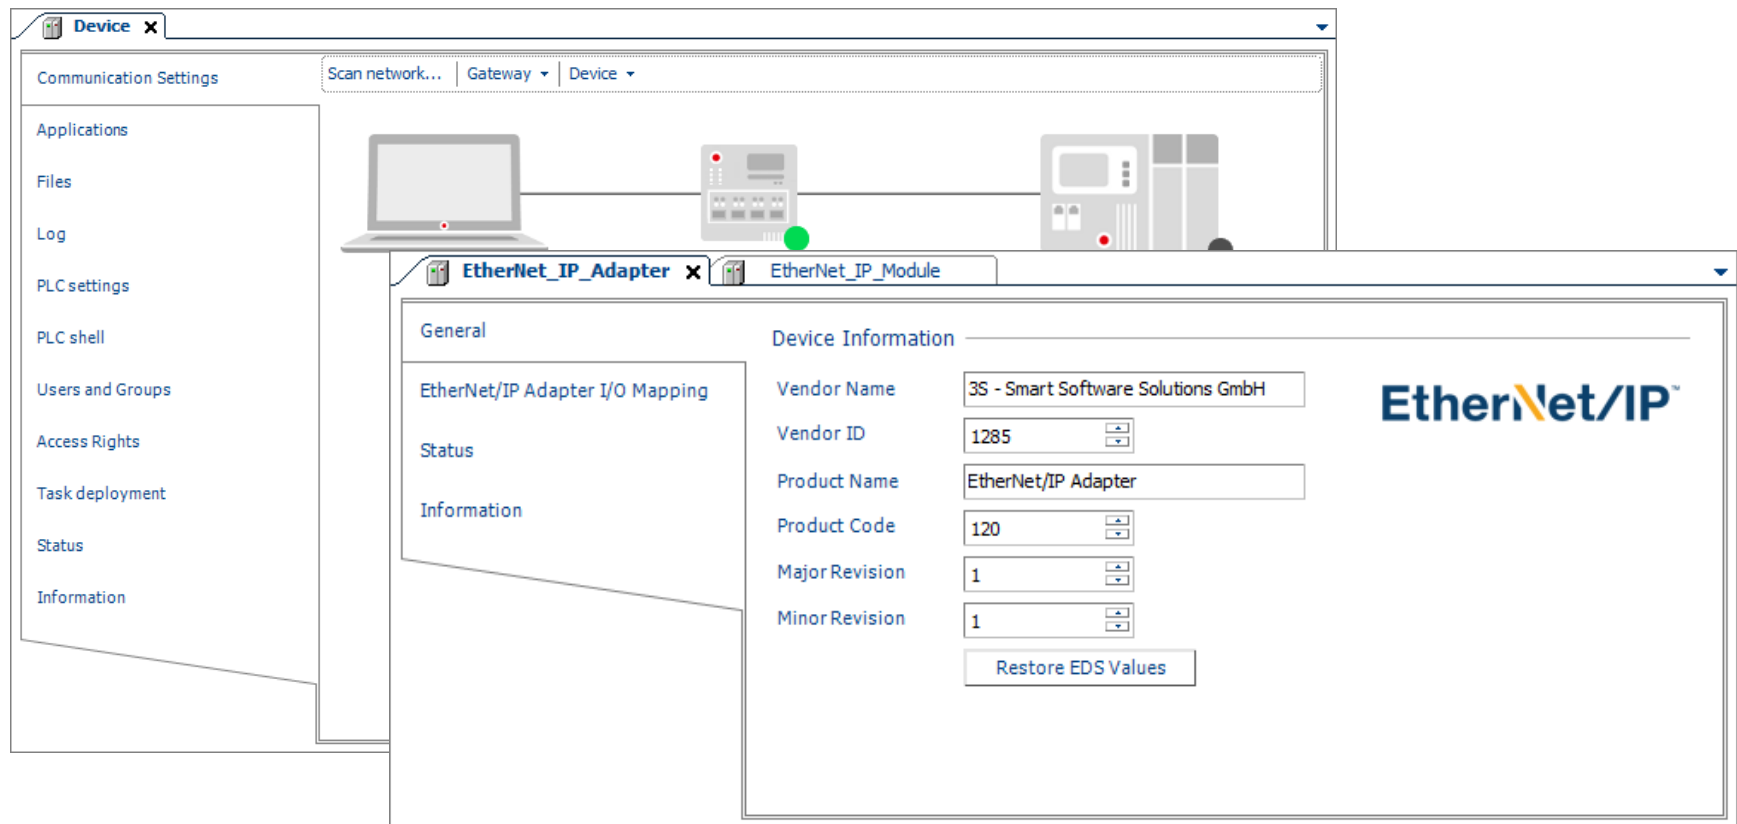 Device
Communication Settings
Scan network... Gateway Device
Applications
Files
Log
PLC settings
PLC shell
Users and Groups
Access Rights
Task deployment
Status
Information
EtherNet_IP_Adapter EtherNet_IP_Module
General
EtherNet/IP Adapter I/O Mapping
Status
Information
Device Information
Vendor Name 3S - Smart Software Solutions GmbH
Vendor ID 1285
Product Name EtherNet/IP Adapter
Product Code 120
Major Revision 1
Minor Revision 1
Restore EDS Values
EtherNet/IP™